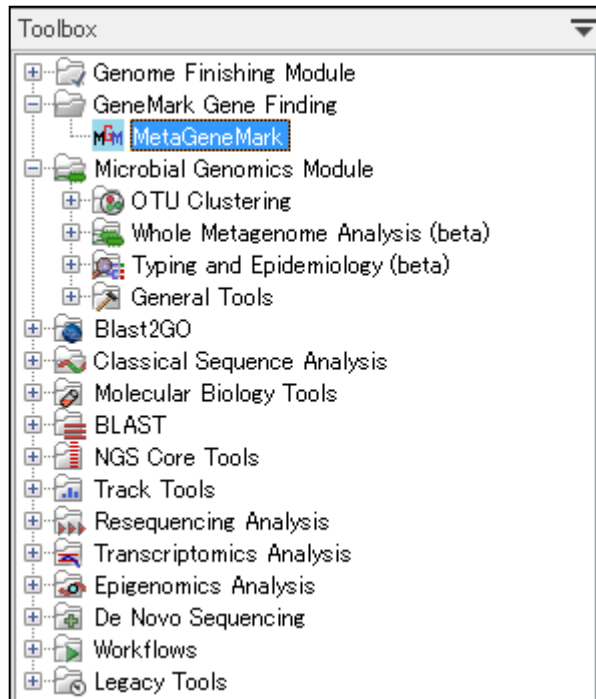 Toolbox
Genome Finishing Module
GeneMark Gene Finding
MGM MetaGeneMark
Microbial Genomics Module
OTU Clustering
Whole Metagenome Analysis (beta)
Typing and Epidemiology (beta)
General Tools
Blast2GO
Classical Sequence Analysis
Molecular Biology Tools
BLAST
NGS Core Tools
Track Tools
Resequencing Analysis
Transcriptomics Analysis
Epigenomics Analysis
De Novo Sequencing
Workflows
Legacy Tools